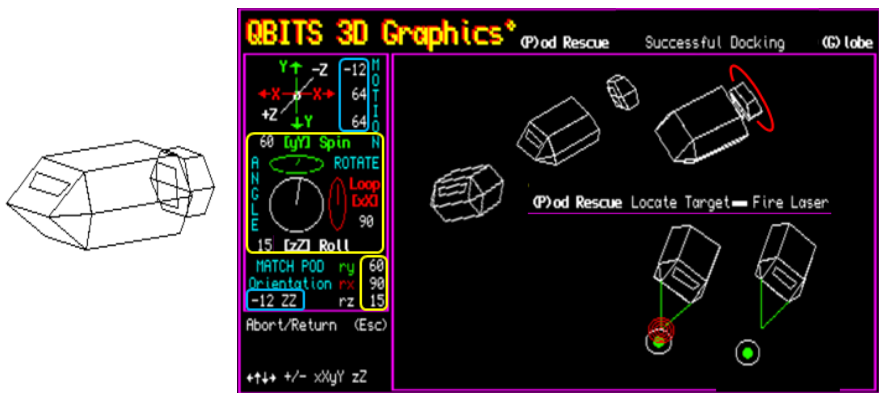 QBITS 3D Graphics+
(P)od Rescue Successful Docking (G)lobe
Y -Z -12
X X 64
+Z Y 64
MOTION
60 [yY] Spin
ANGLE
ROTATE
Loop
[xX]
90
15 [zZ] Roll
MATCH POD ry 60
Orientation rx 90
-12 ZZ rz 15
Abort/Return (Esc)
←↑↓→ +/- xXyY zZ
(P)od Rescue Locate Target Fire Laser